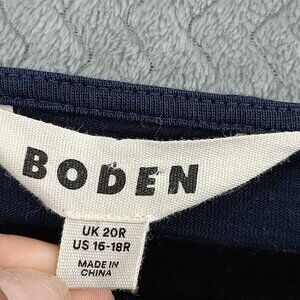 BODEN
UK 20R
US 16-18R
MADE IN
CHINA